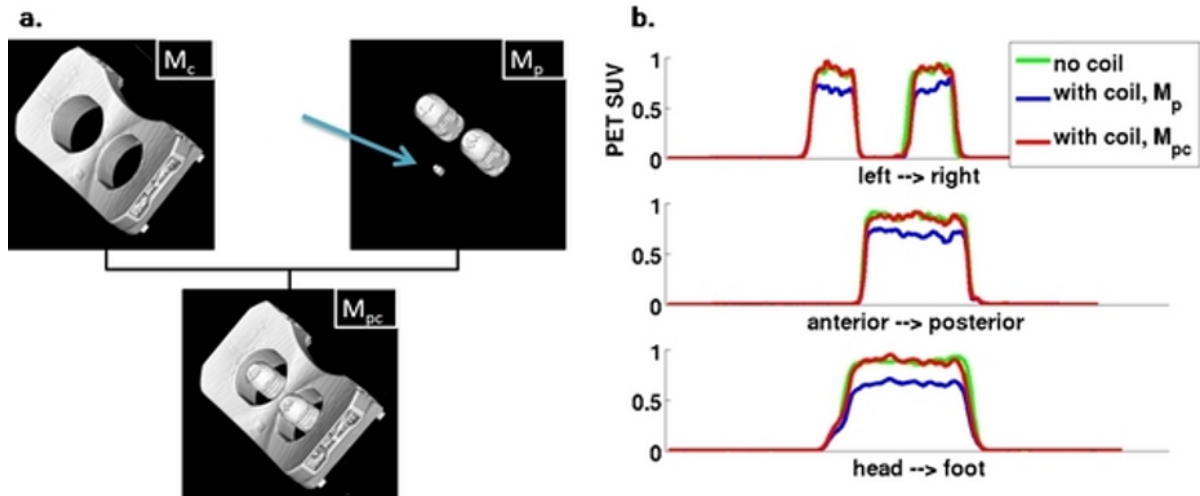 a.
Mc
Mp
Mpc
b.
PET SUV
1
0.5
0
no coil
with coil, Mp
with coil, Mpc
left --> right
1
0.5
0
anterior --> posterior
1
0.5
0
head --> foot